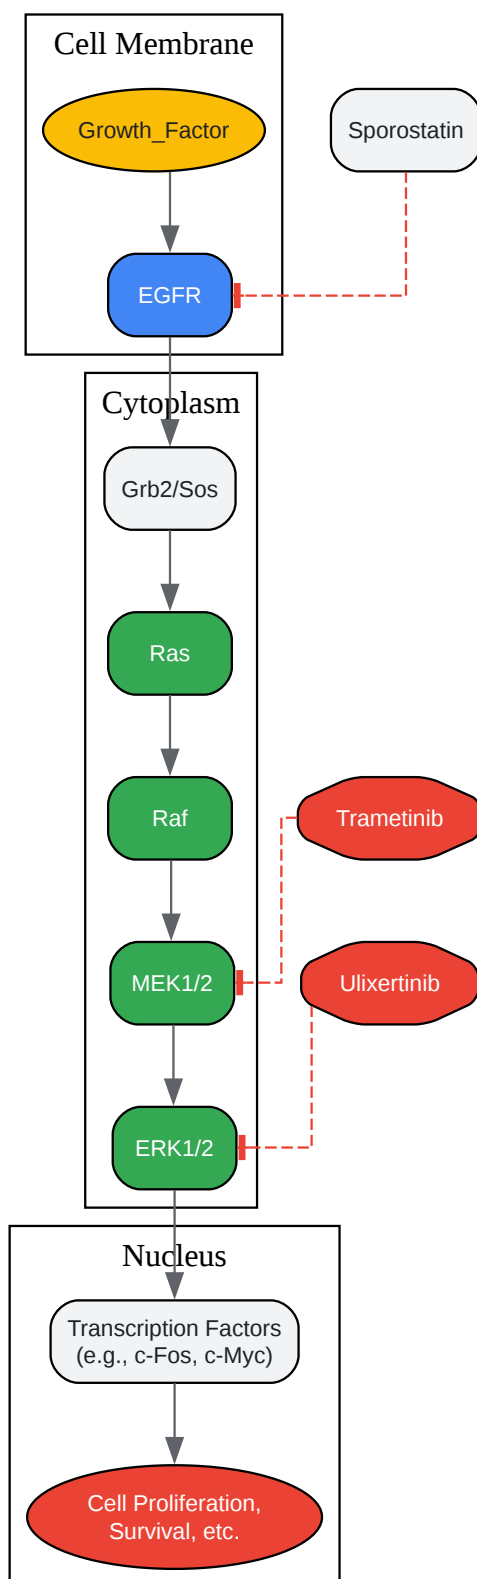 Cell Membrane
Growth_Factor
Sporostatin
EGFR
Cytoplasm
Grb2/Sos
Ras
Raf
Trametinib
MEK1/2
Ulixertinib
ERK1/2
Nucleus
Transcription Factors
(e.g., c-Fos, c-Myc)
Cell Proliferation,
Survival, etc.